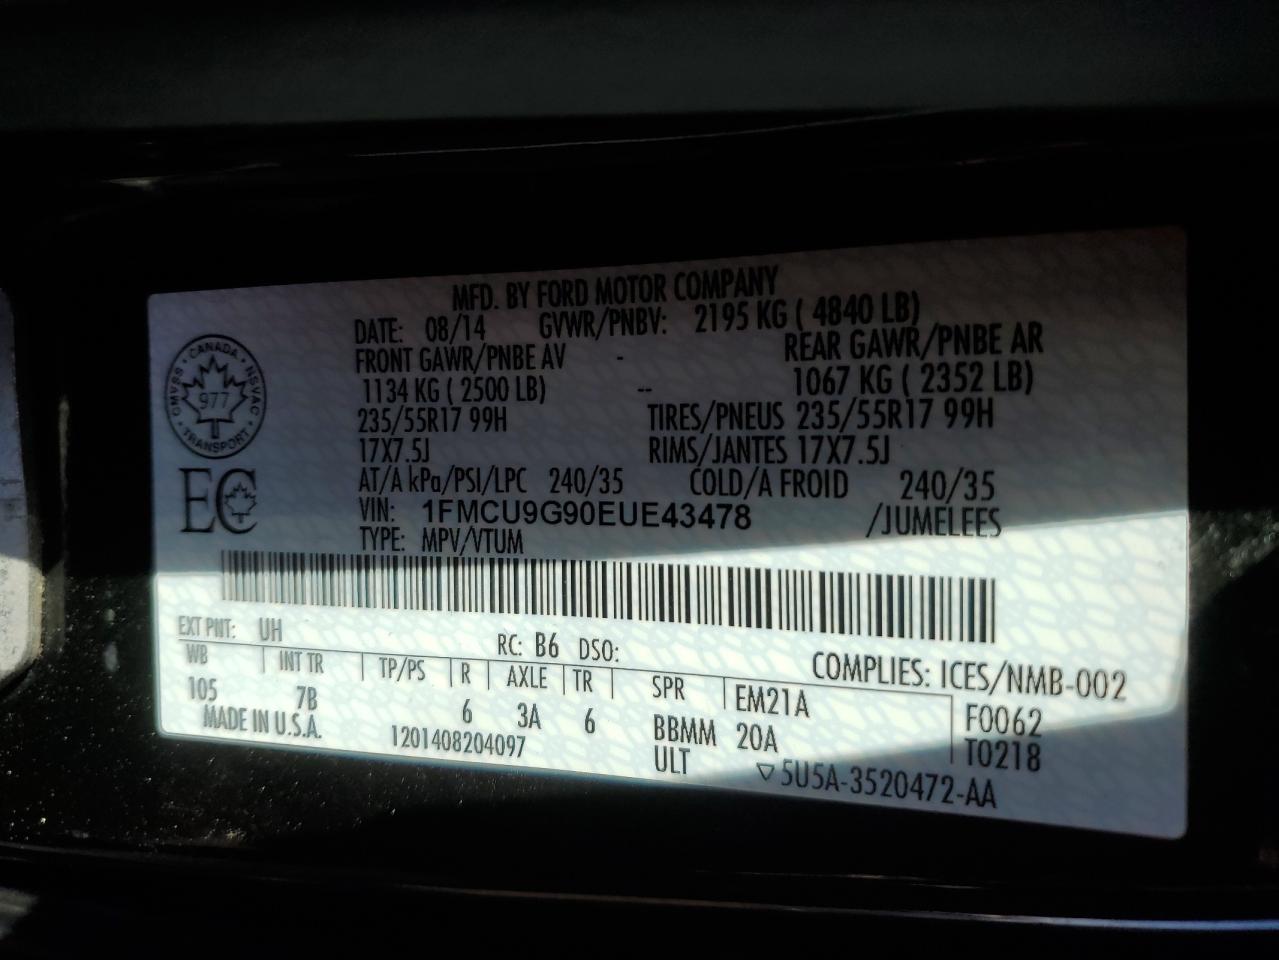 MFD. BY FORD MOTOR COMPANY
DATE: 08/14 GVWR/PNBV: 2195 KG ( 4840 LB)
FRONT GAWR/PNBE AV - REAR GAWR/PNBE AR
1134 KG ( 2500 LB) -- 1067 KG ( 2352 LB)
235/55R17 99H TIRES/PNEUS 235/55R17 99H
17X7.5J RIMS/JANTES 17X7.5J
AT/A kPa/PSI/LPC 240/35 COLD/A FROID 240/35
VIN: 1FMCU9G90EUE43478 /JUMELEES
TYPE: MPV/VTUM
CANADA
CMVSS NSVAC
977
TRANSPORT
EC
EXT PNT: UH RC: B6 DSO:
COMPLIES: ICES/NMB-002
WB INT TR TP/PS R AXLE TR SPR EM21A
105 7B 6 3A 6 BBMM 20A F0062
MADE IN U.S.A. 1201408204097 ULT T0218
5U5A-3520472-AA